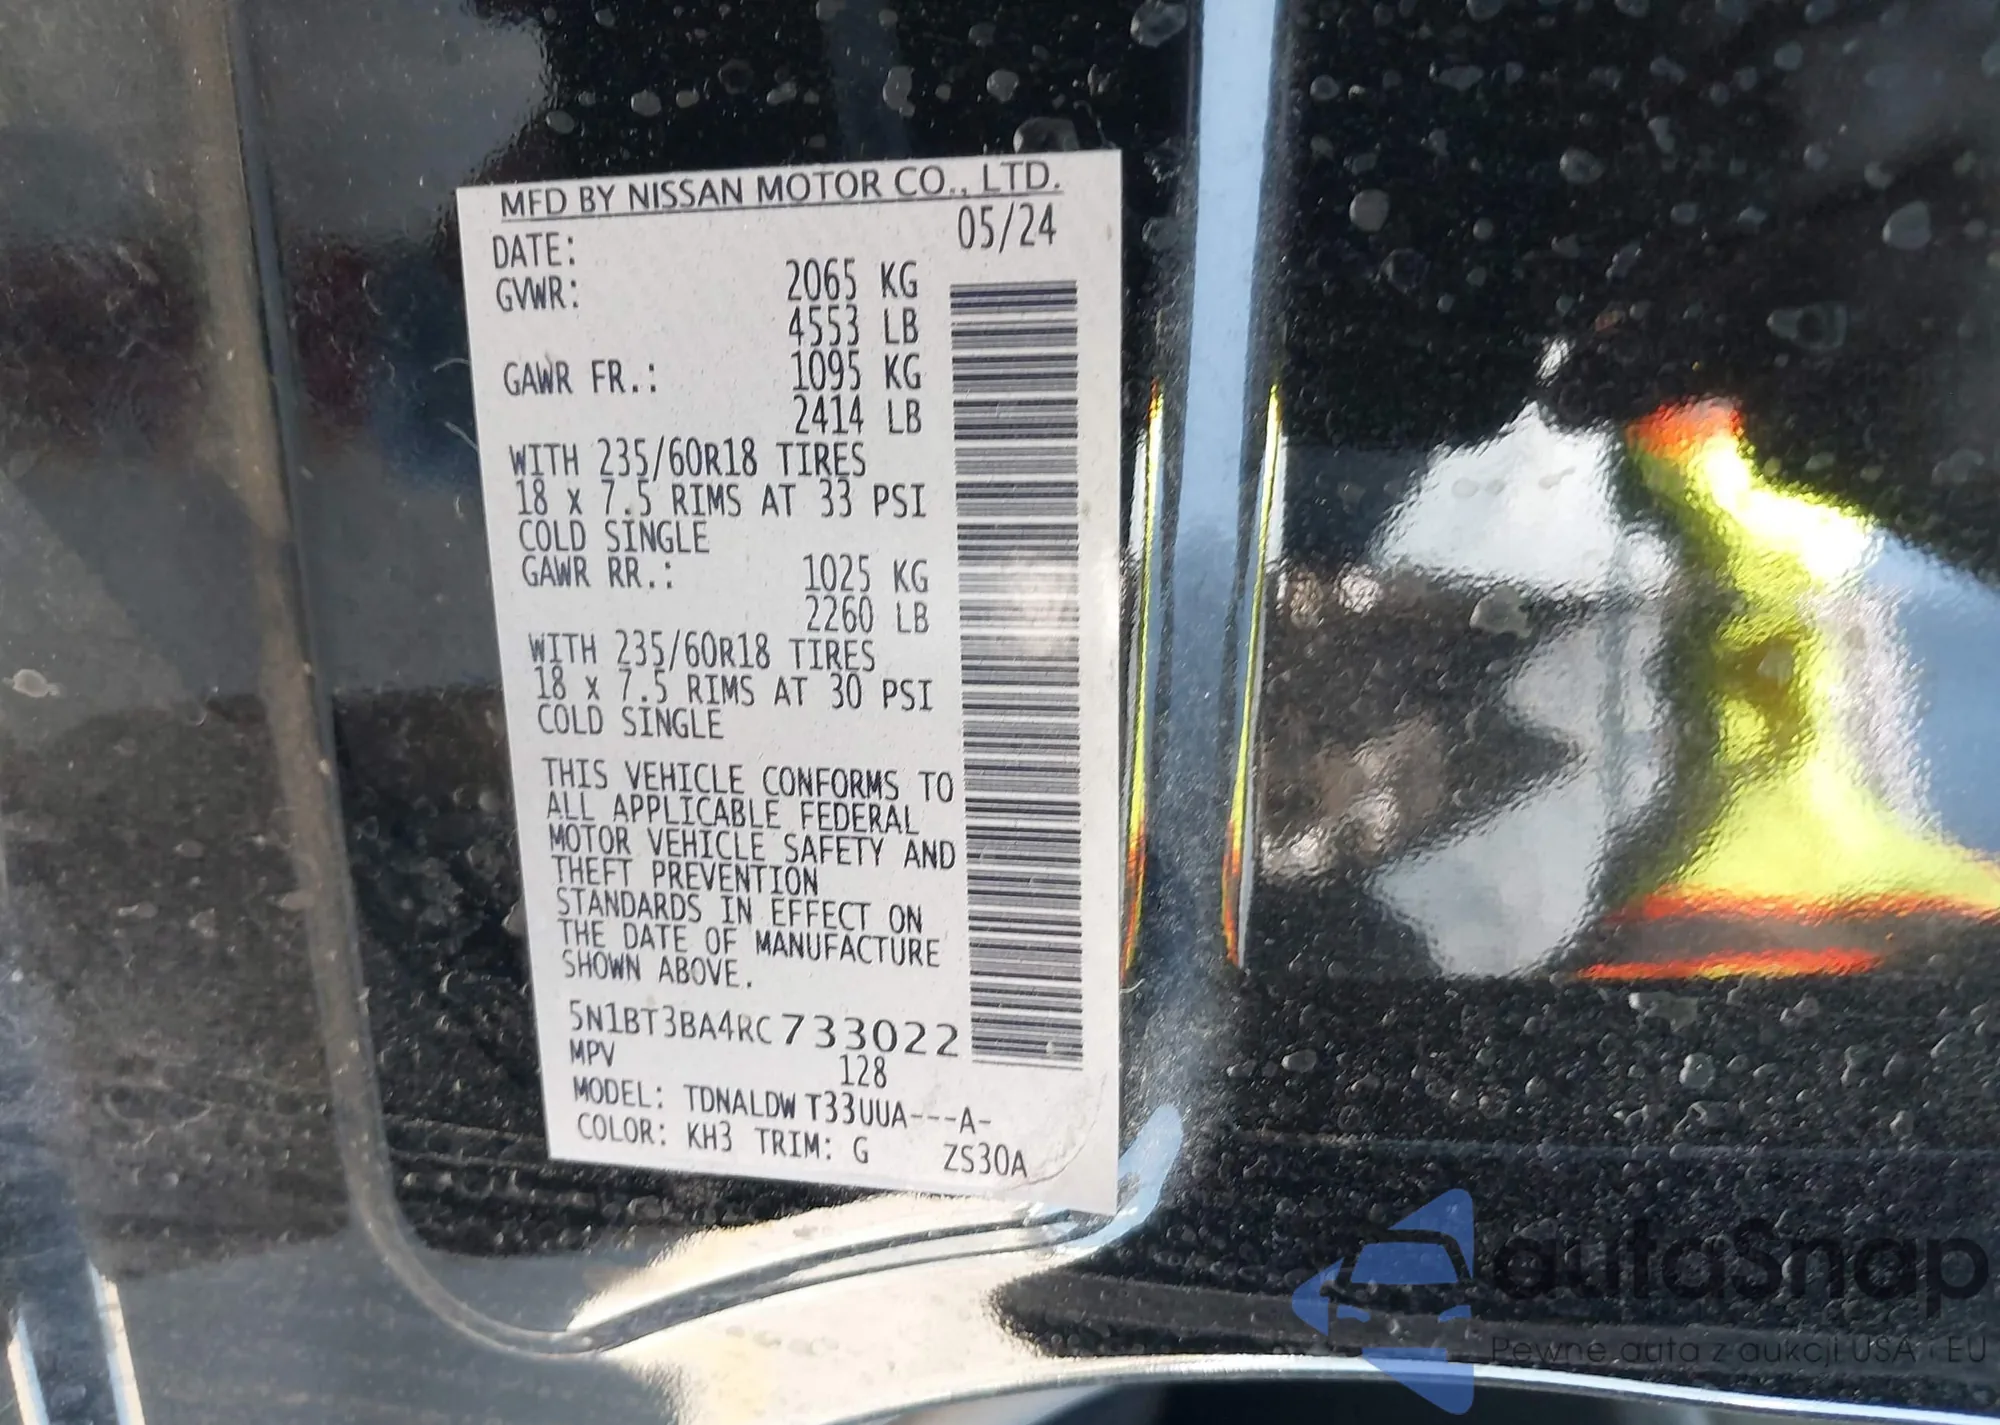 MFD BY NISSAN MOTOR CO., LTD.
DATE: 05/24
GVWR: 2065 KG
4553 LB
GAWR FR.: 1095 KG
2414 LB
WITH 235/60R18 TIRES
18 x 7.5 RIMS AT 33 PSI
COLD SINGLE
GAWR RR.: 1025 KG
2260 LB
WITH 235/60R18 TIRES
18 x 7.5 RIMS AT 30 PSI
COLD SINGLE
THIS VEHICLE CONFORMS TO
ALL APPLICABLE FEDERAL
MOTOR VEHICLE SAFETY AND
THEFT PREVENTION
STANDARDS IN EFFECT ON
THE DATE OF MANUFACTURE
SHOWN ABOVE.
5N1BT3BA4RC733022
MPV 128
MODEL: TDNALDW T33UUA---A-
COLOR: KH3 TRIM: G ZS30A
autaSnap
Pewne auta z aukcji USA i EU